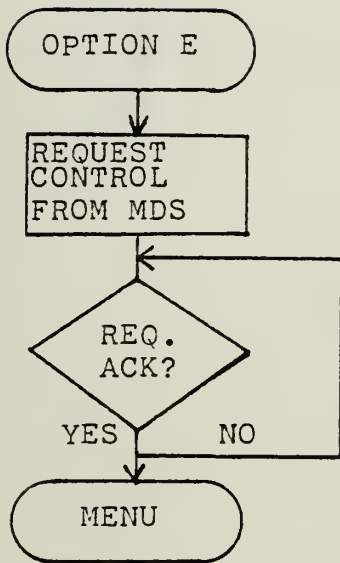 OPTION E
REQUEST
CONTROL
FROM MDS
REQ.
ACK?
YES NO
MENU